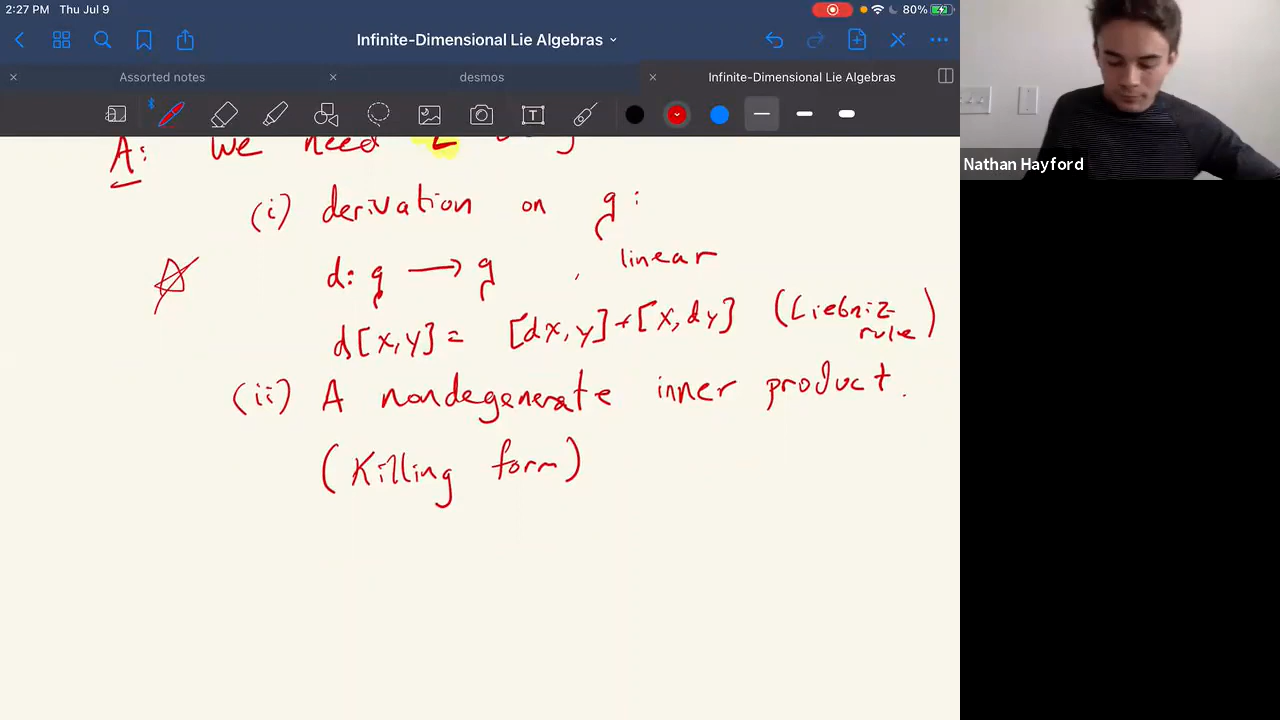 2:27 PM Thu Jul 9
80%
Infinite-Dimensional Lie Algebras
Assorted notes
desmos
Infinite-Dimensional Lie Algebras
Nathan Hayford
A: We need 2
(i) derivation on g:
d: g → g , linear
d[x,y] = [dx,y]+[x,dy] (Liebniz rule)
(ii) A nondegenerate inner product.
(Killing form)